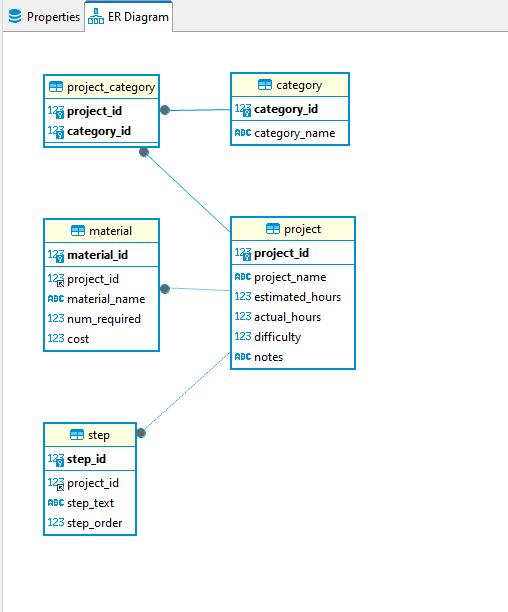 Properties
ER Diagram
project_category
123 project_id
123 category_id
category
123 category_id
ABC category_name
material
123 material_id
123 project_id
ABC material_name
123 num_required
123 cost
project
123 project_id
ABC project_name
123 estimated_hours
123 actual_hours
123 difficulty
ABC notes
step
123 step_id
123 project_id
ABC step_text
123 step_order